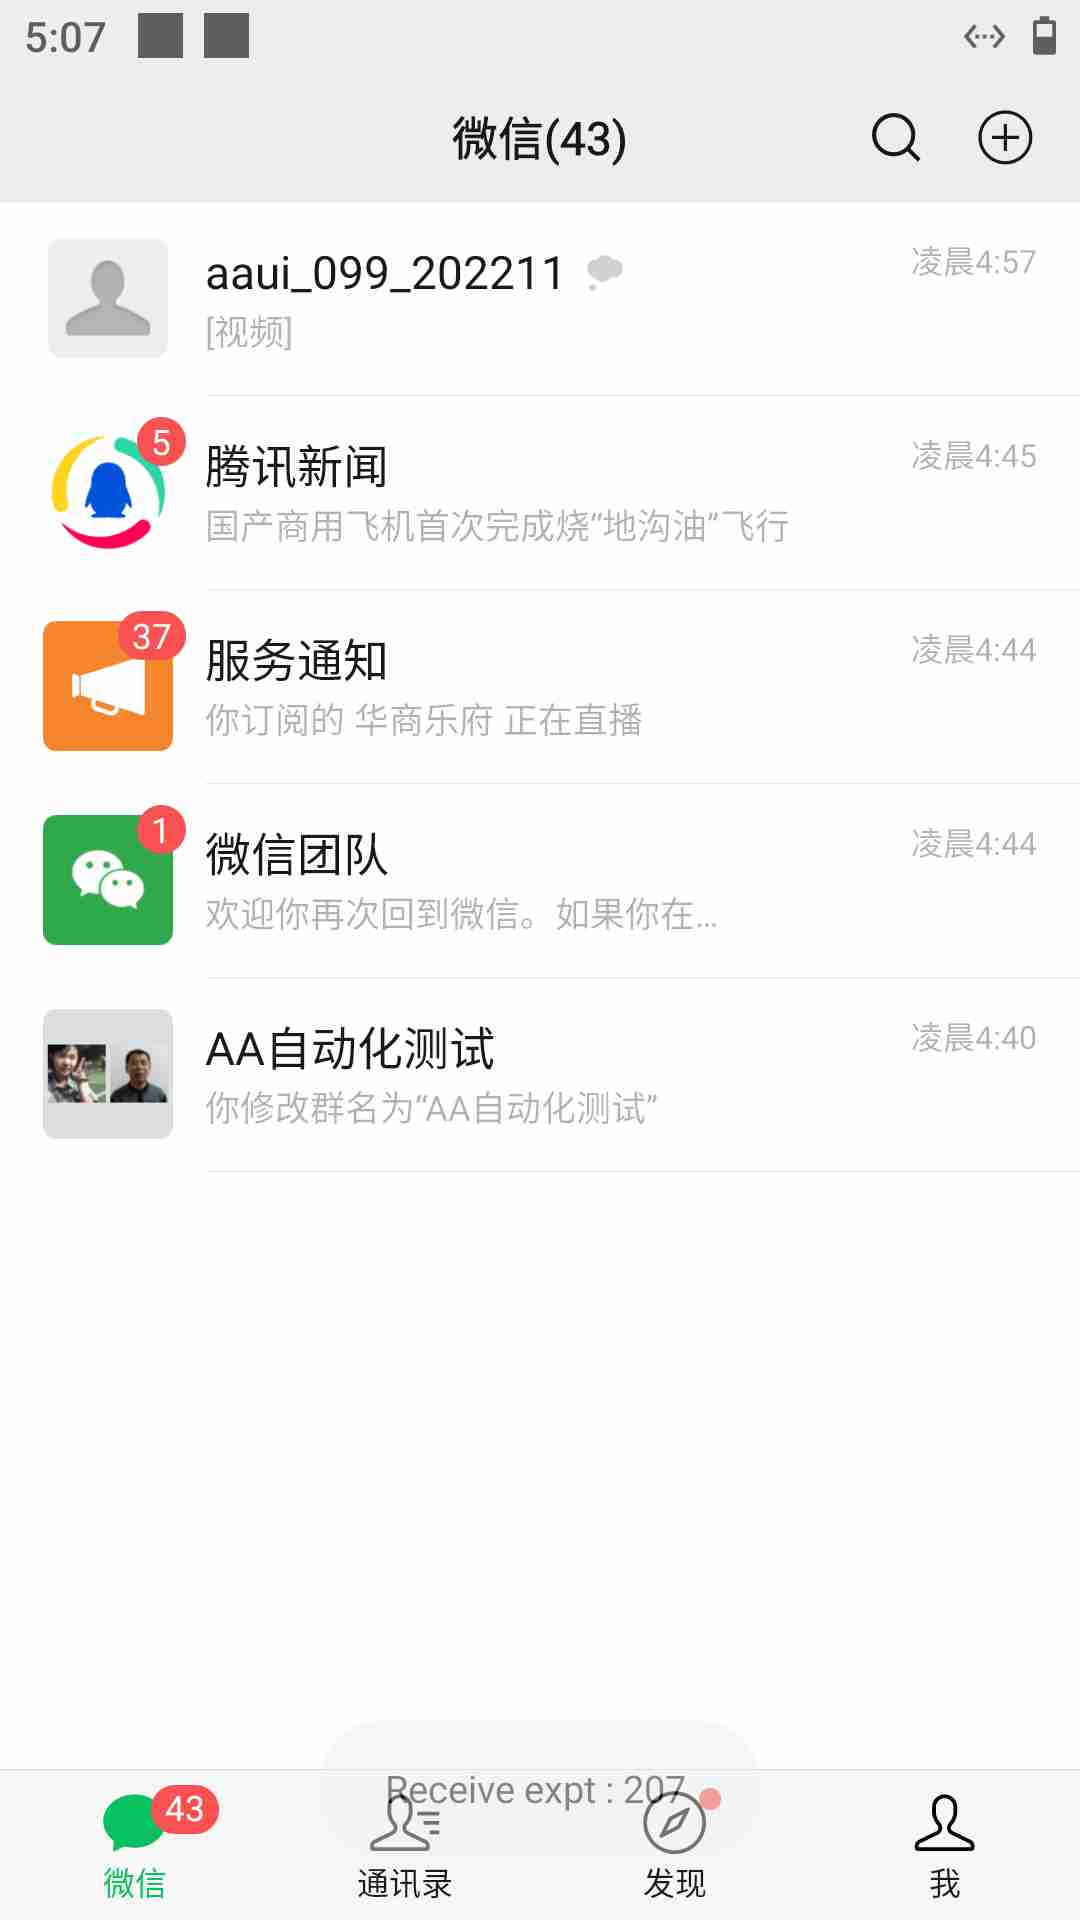 5:07
微信(43)
aaui_099_202211
凌晨4:57
[视频]
5
腾讯新闻
凌晨4:45
国产商用飞机首次完成烧“地沟油”飞行
37
服务通知
凌晨4:44
你订阅的 华商乐府 正在直播
1
微信团队
凌晨4:44
欢迎你再次回到微信。如果你在...
AA自动化测试
凌晨4:40
你修改群名为“AA自动化测试”
Receive expt : 207
43
微信
通讯录
发现
我